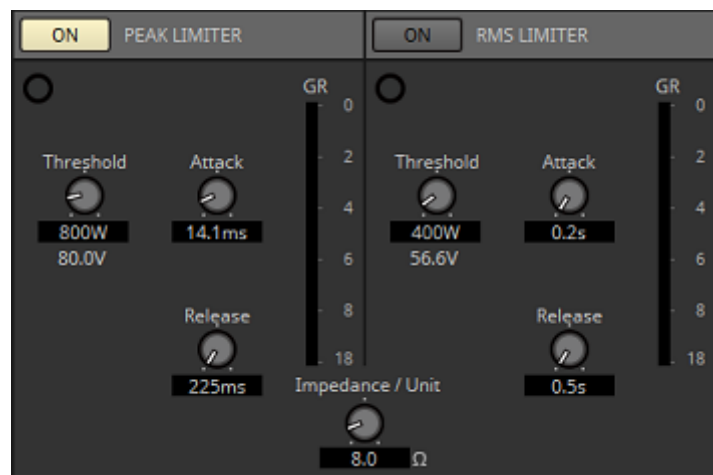 ON PEAK LIMITER
GR
0
Threshold Attack
2
800W 14.1ms
4
80.0V
6
Release
8
225ms
18
ON RMS LIMITER
GR
0
Threshold Attack
2
400W 0.2s
4
56.6V
6
Release
8
0.5s
18
Impedance / Unit
8.0 Ω